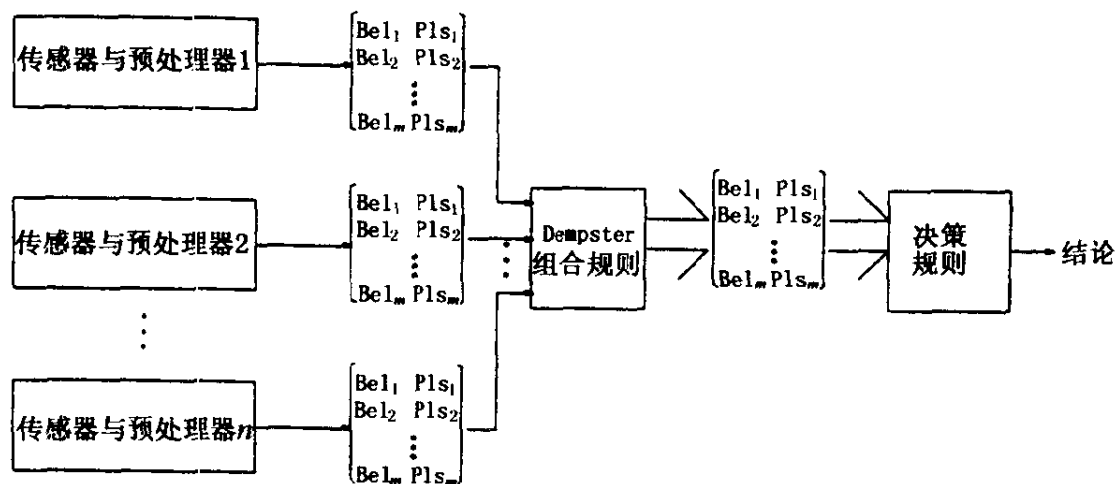 传感器与预处理器1
Bel₁ Pls₁
Bel₂ Pls₂
⋮
Belₘ Plsₘ
传感器与预处理器2
Bel₁ Pls₁
Bel₂ Pls₂
⋮
Belₘ Plsₘ
⋮
传感器与预处理器n
Bel₁ Pls₁
Bel₂ Pls₂
⋮
Belₘ Plsₘ
⋮
Dempster
组合规则
Bel₁ Pls₁
Bel₂ Pls₂
⋮
Belₘ Plsₘ
决策
规则
结论